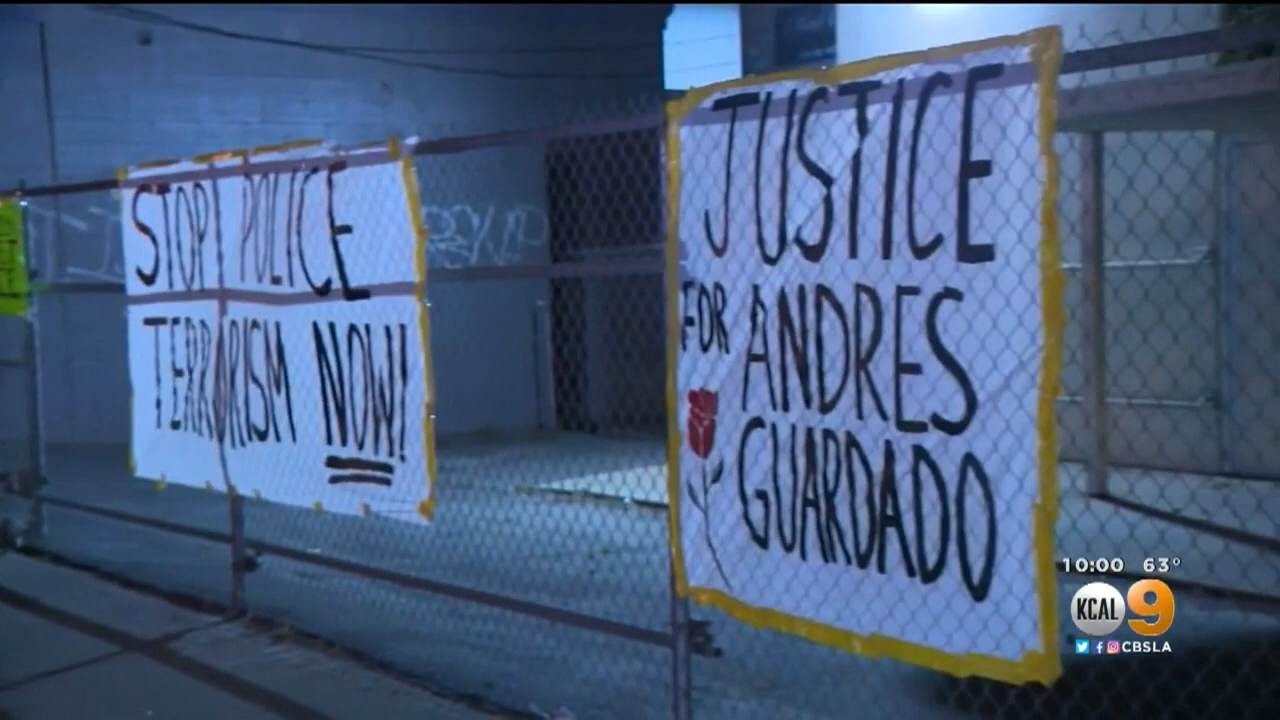 STOP POLICE
TERRORISM NOW!
JUSTICE
FOR ANDRES
GUARDADO
10:00 63°
KCAL 9
CBSLA